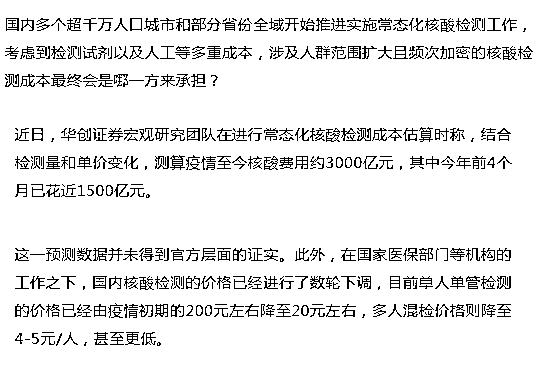 国内多个超千万人口城市和部分省份全域开始推进实施常态化核酸检测工作，
考虑到检测试剂以及人工等多重成本，涉及人群范围扩大且频次加密的核酸检
测成本最终会是哪一方来承担？
近日，华创证券宏观研究团队在进行常态化核酸检测成本估算时称，结合
检测量和单价变化，测算疫情至今核酸费用约3000亿元，其中今年前4个
月已花近1500亿元。
这一预测数据并未得到官方层面的证实。此外，在国家医保部门等机构的
工作之下，国内核酸检测的价格已经进行了数轮下调，目前单人单管检测
的价格已经由疫情初期的200元左右降至20元左右，多人混检价格则降至
4-5元/人，甚至更低。